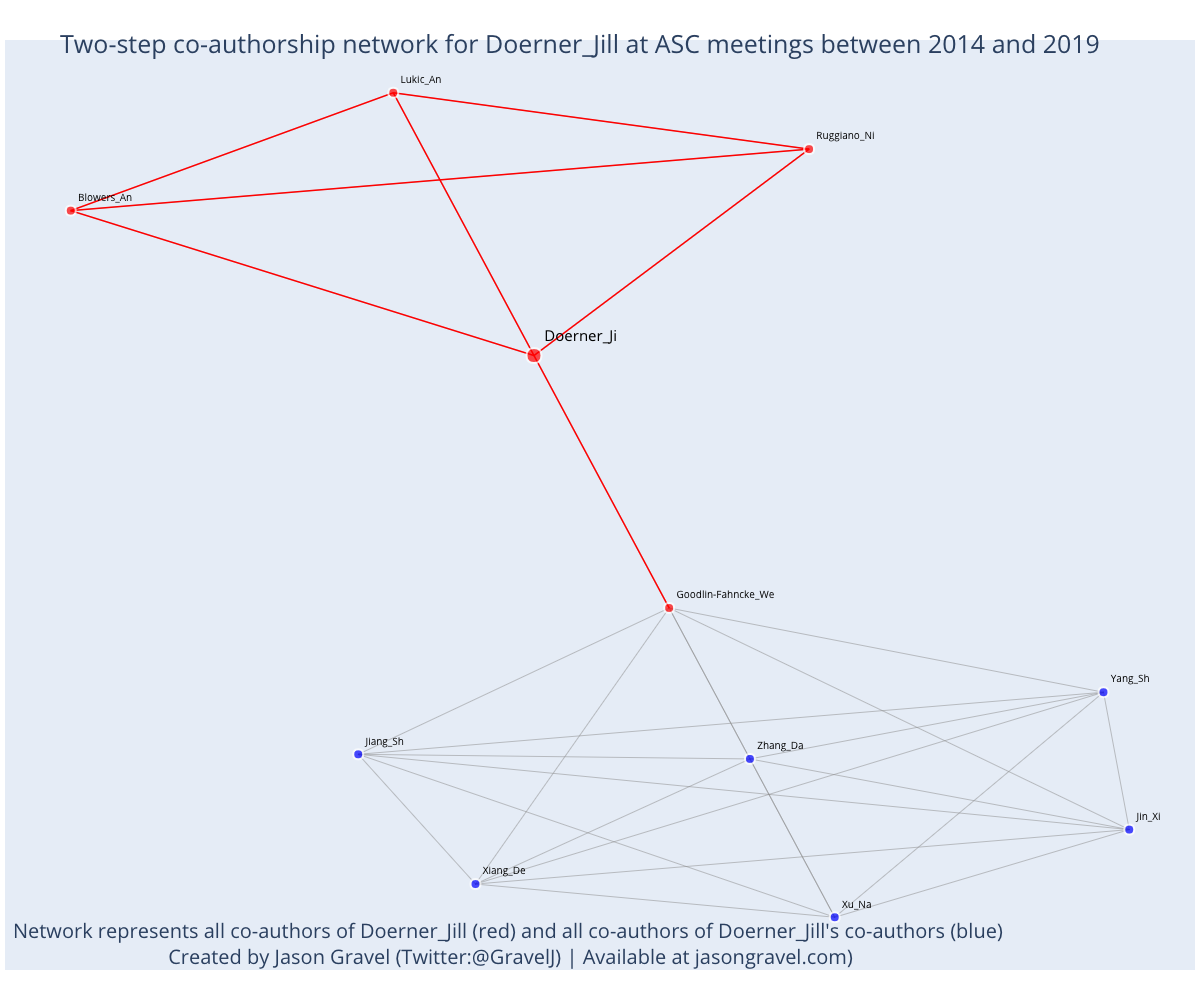 Two-step co-authorship network for Doerner_Jill at ASC meetings between 2014 and 2019
Lukic_An
Ruggiano_Ni
Blowers_An
Doerner_Ji
Goodlin-Fahncke_We
Yang_Sh
Jiang_Sh
Zhang_Da
Jin_Xi
Xiang_De
Xu_Na
Network represents all co-authors of Doerner_Jill (red) and all co-authors of Doerner_Jill's co-authors (blue)
Created by Jason Gravel (Twitter:@GravelJ) | Available at jasongravel.com)